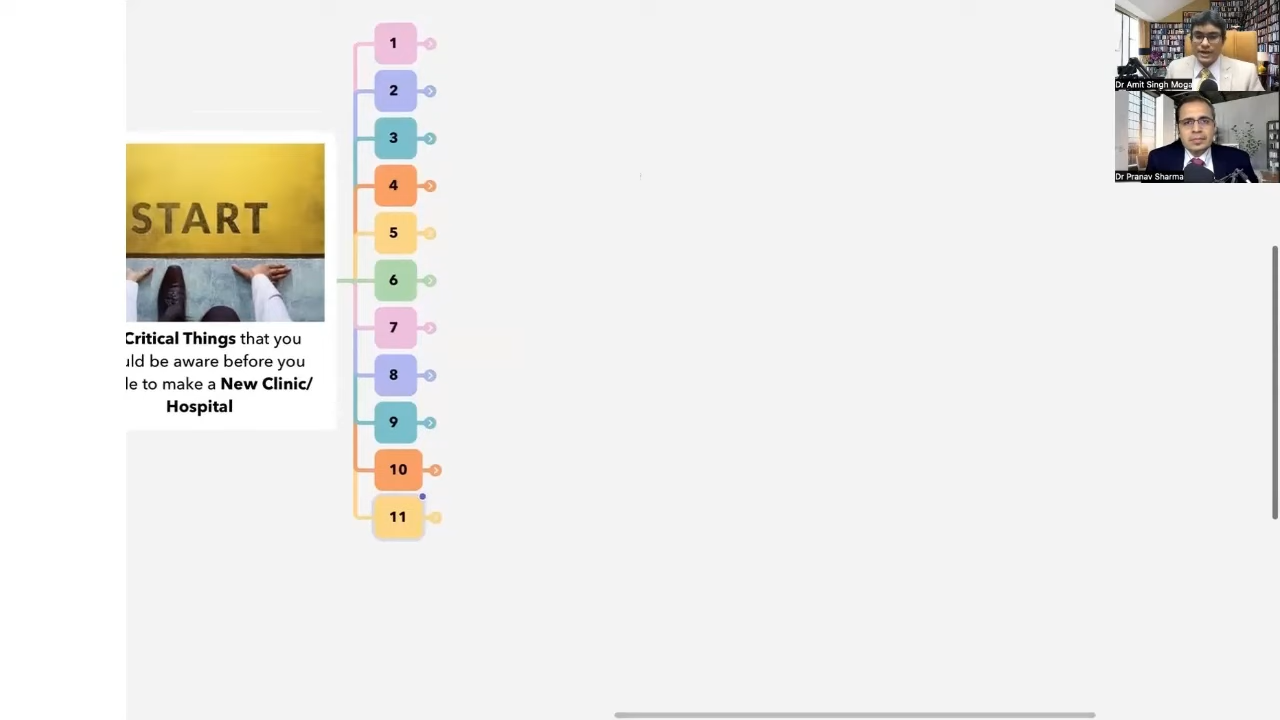 1
2
3
4
5
6
7
8
9
10
11
START
Critical Things that you
uld be aware before you
le to make a New Clinic/
Hospital
Dr Amit Singh Moga
Dr Pranav Sharma